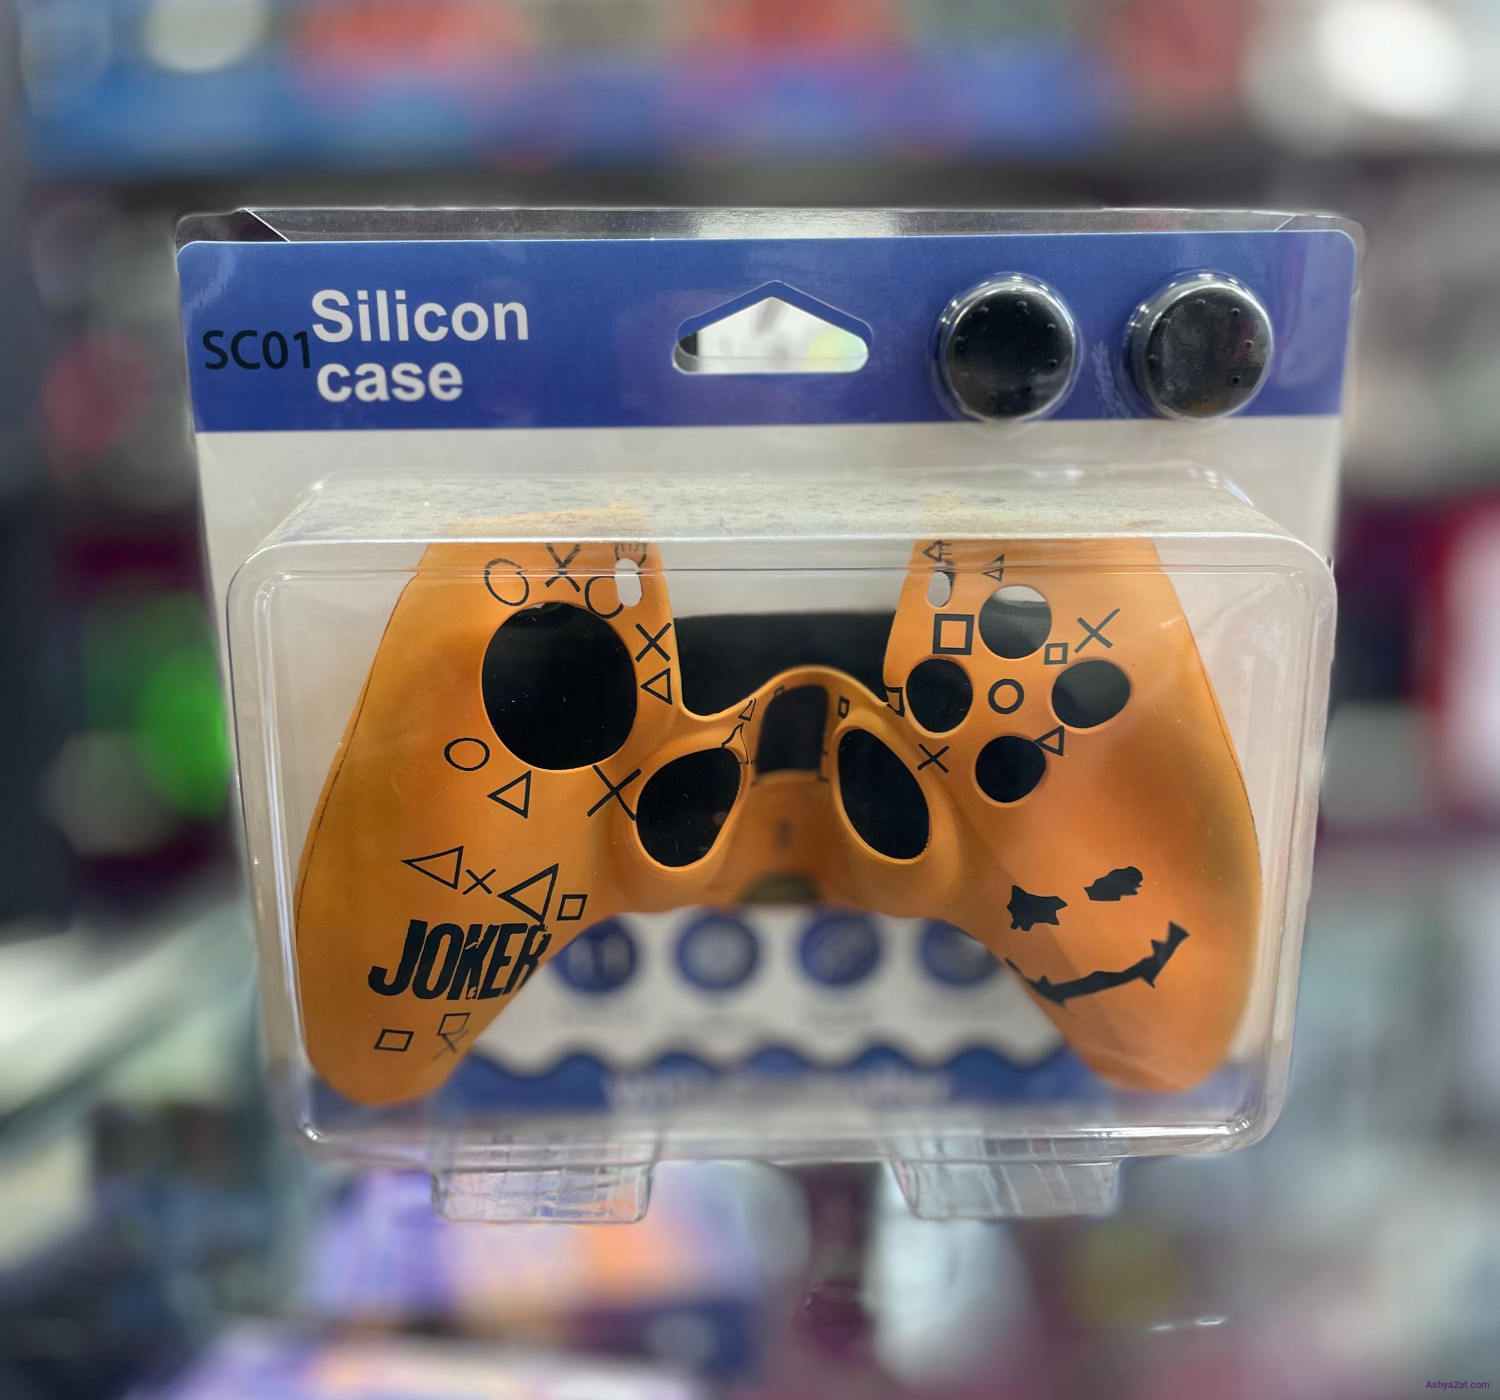 SC01
Silicon
case
JOKER
Ashya2at.com